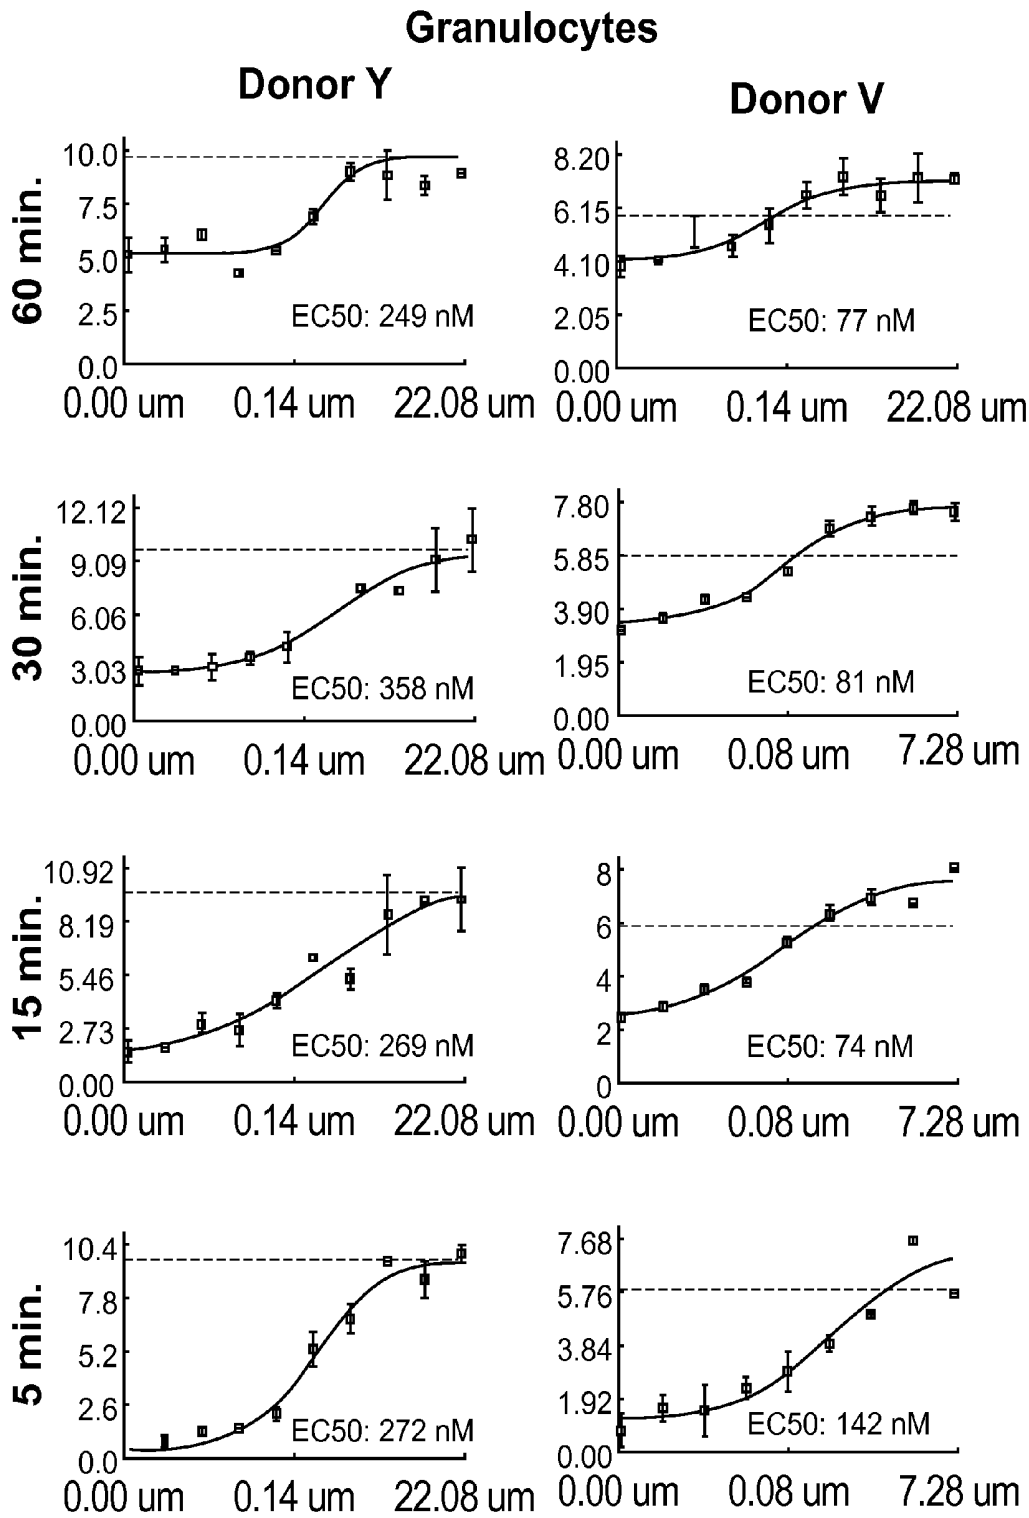 Granulocytes
Donor Y
Donor V
60 min.
10.0
7.5
5.0
2.5
0.0
EC50: 249 nM
0.00 um 0.14 um 22.08 um
8.20
6.15
4.10
2.05
0.00
EC50: 77 nM
0.00 um 0.14 um 22.08 um
30 min.
12.12
9.09
6.06
3.03
0.00
EC50: 358 nM
0.00 um 0.14 um 22.08 um
7.80
5.85
3.90
1.95
0.00
EC50: 81 nM
0.00 um 0.08 um 7.28 um
15 min.
10.92
8.19
5.46
2.73
0.00
EC50: 269 nM
0.00 um 0.14 um 22.08 um
8
6
4
2
0
EC50: 74 nM
0.00 um 0.08 um 7.28 um
5 min.
10.4
7.8
5.2
2.6
0.0
EC50: 272 nM
0.00 um 0.14 um 22.08 um
7.68
5.76
3.84
1.92
0.00
EC50: 142 nM
0.00 um 0.08 um 7.28 um